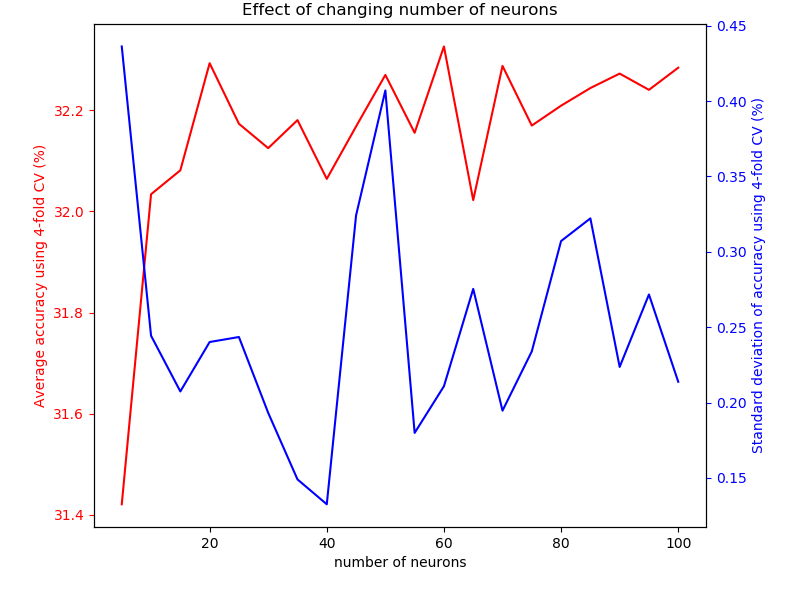 Effect of changing number of neurons
Average accuracy using 4-fold CV (%)
32.2
32.0
31.8
31.6
31.4
20 40 60 80 100
number of neurons
0.45
0.40
0.35
0.30
0.25
0.20
0.15
Standard deviation of accuracy using 4-fold CV (%)